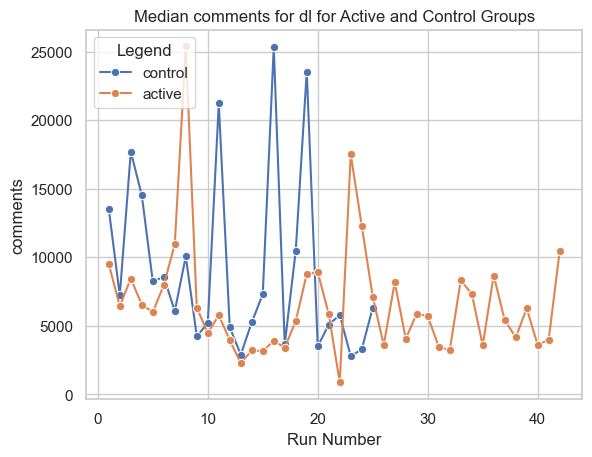 Median comments for dl for Active and Control Groups
Legend
control
active
comments
25000
20000
15000
10000
5000
0
0 10 20 30 40
Run Number